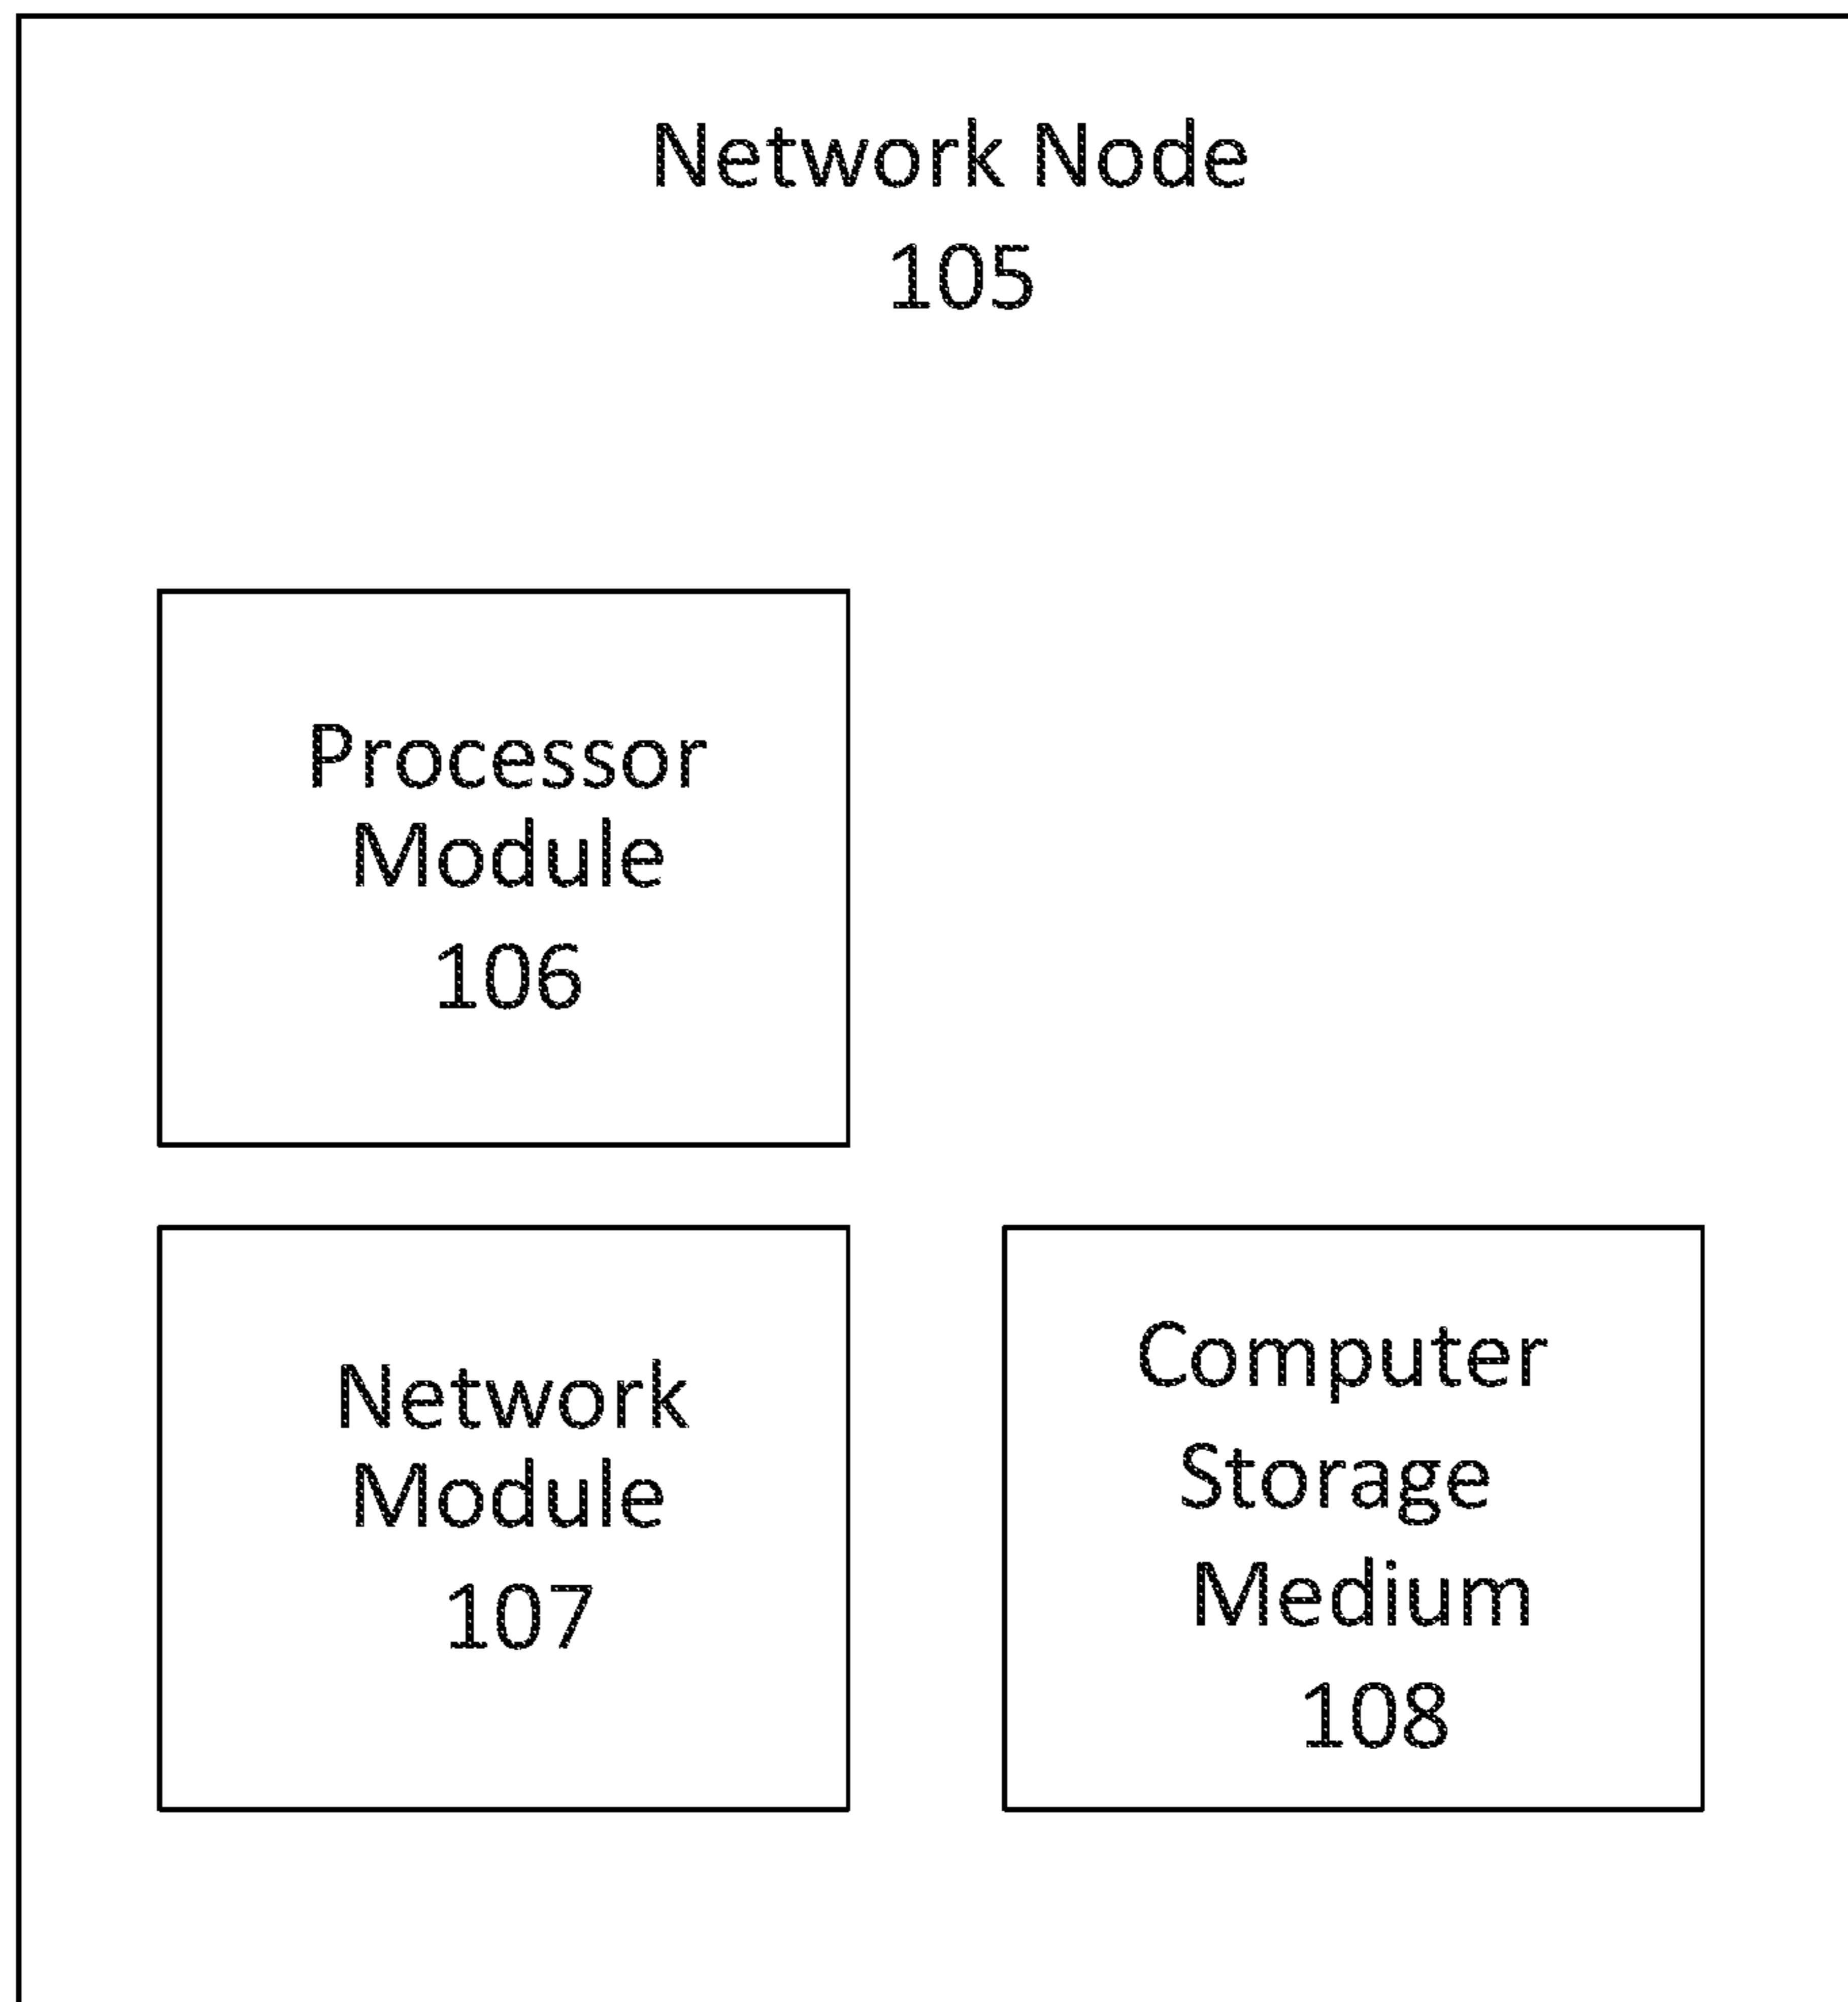 Network Node
105
Processor
Module
106
Network
Module
107
Computer
Storage
Medium
108